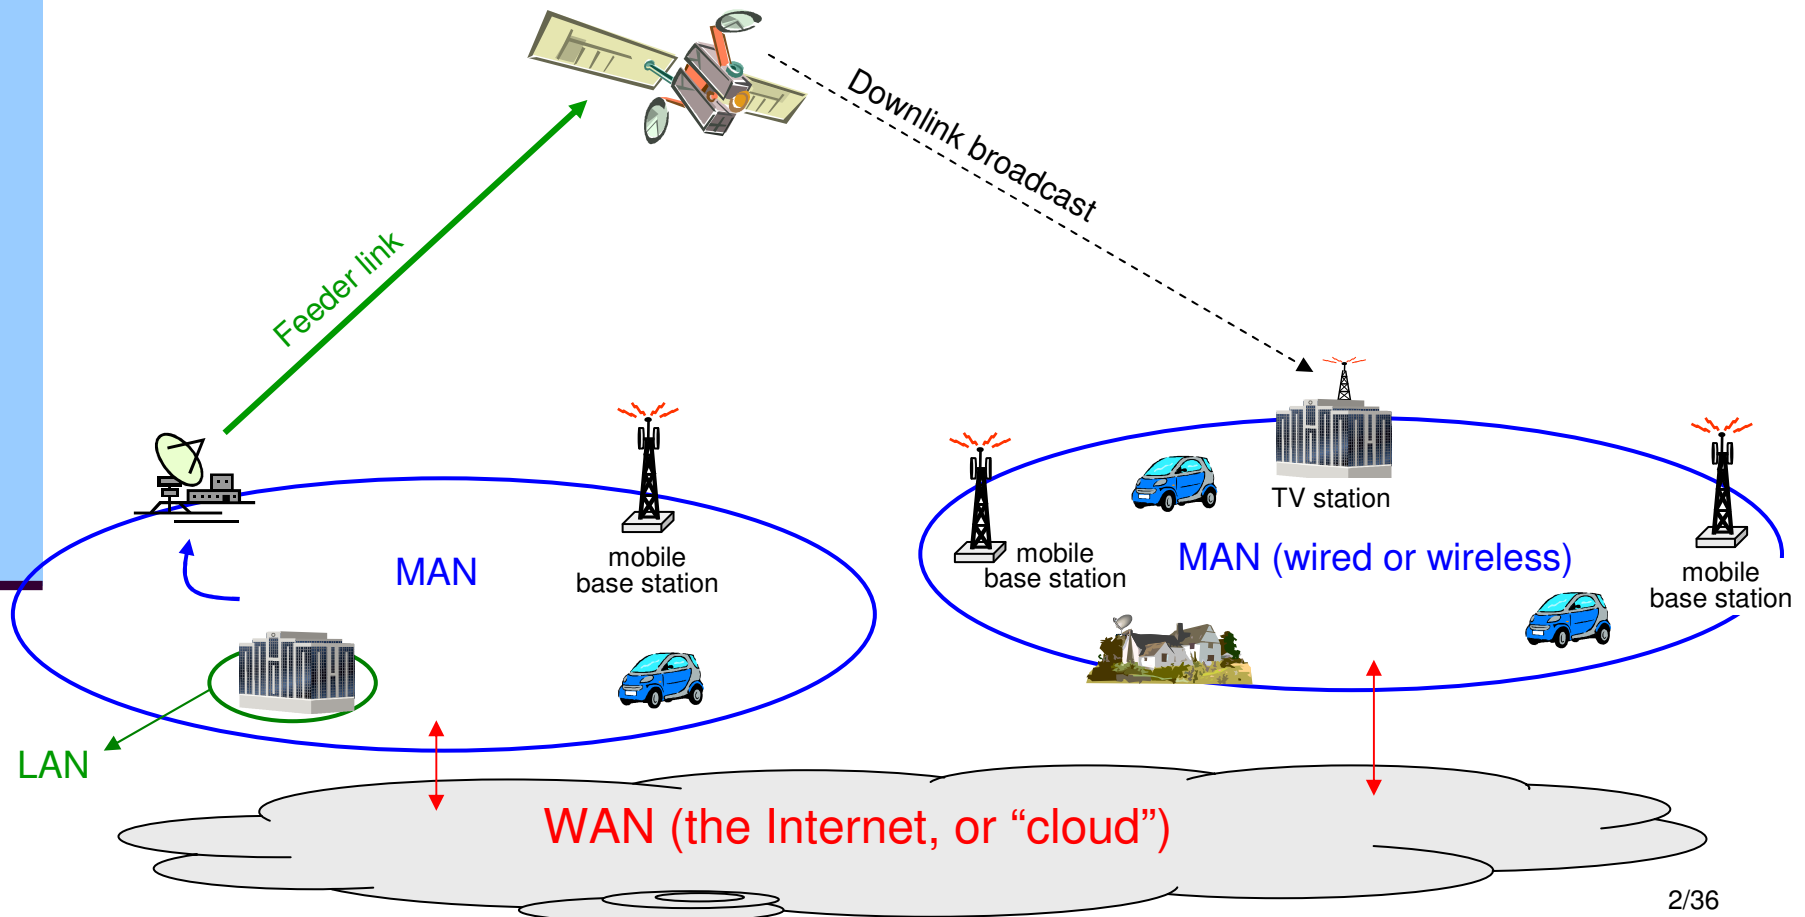 Downlink broadcast
Feeder link
TV station
MAN
mobile
base station
mobile
base station
MAN (wired or wireless)
mobile
base station
LAN
WAN (the Internet, or “cloud”)
2/36